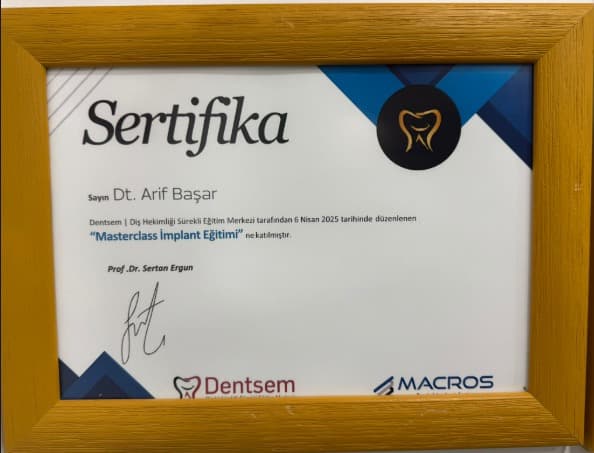 Sertifika
Sayın Dt. Arif Başar
Dentsem | Diş Hekimliği Sürekli Eğitim Merkezi tarafından 6 Nisan 2025 tarihinde düzenlenen
“Masterclass İmplant Eğitimi” ne katılmıştır.
Prof .Dr. Sertan Ergun
Dentsem
MACROS